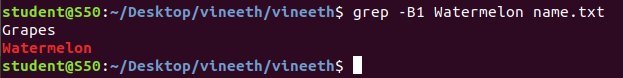 student@S50:~/Desktop/vineeth/vineeth$ grep -B1 Watermelon name.txt
Grapes
Watermelon
student@S50:~/Desktop/vineeth/vineeth$